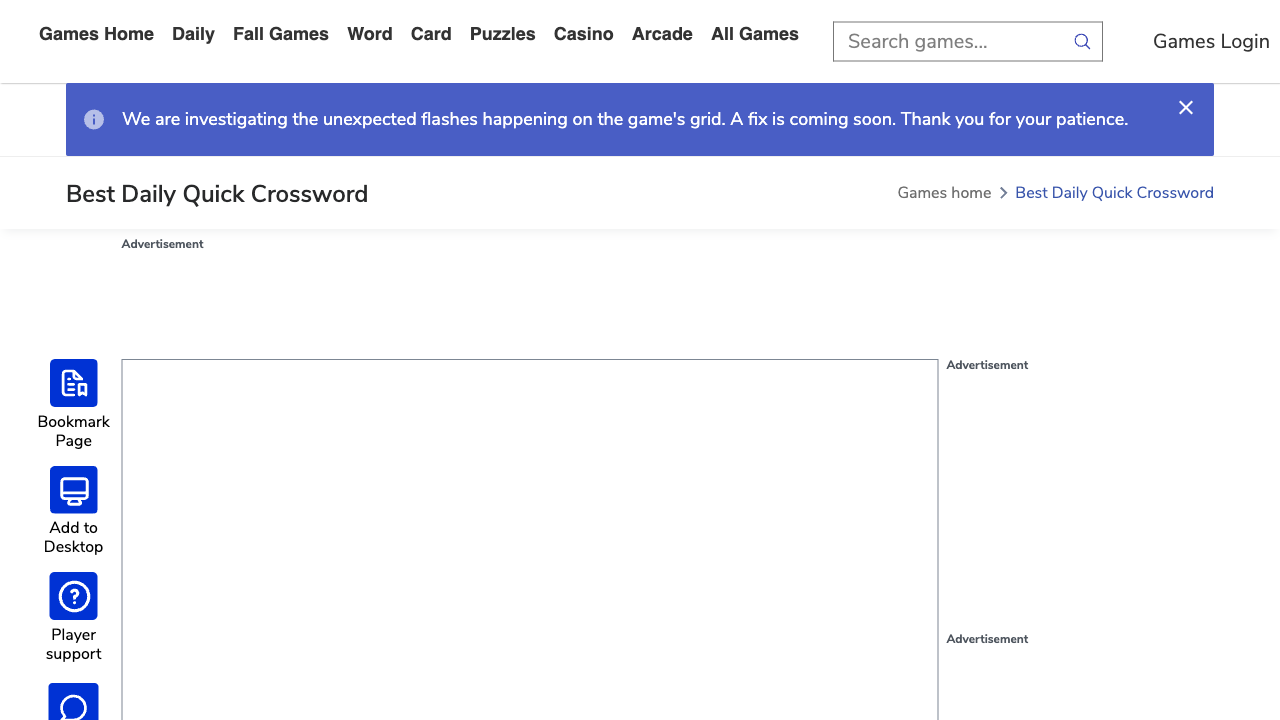 Games Home Daily Fall Games Word Card Puzzles Casino Arcade All Games Search games... Games Login
We are investigating the unexpected flashes happening on the game's grid. A fix is coming soon. Thank you for your patience.
Best Daily Quick Crossword
Games home Best Daily Quick Crossword
Advertisement
Bookmark
Page
Add to
Desktop
Player
support
Advertisement
Advertisement